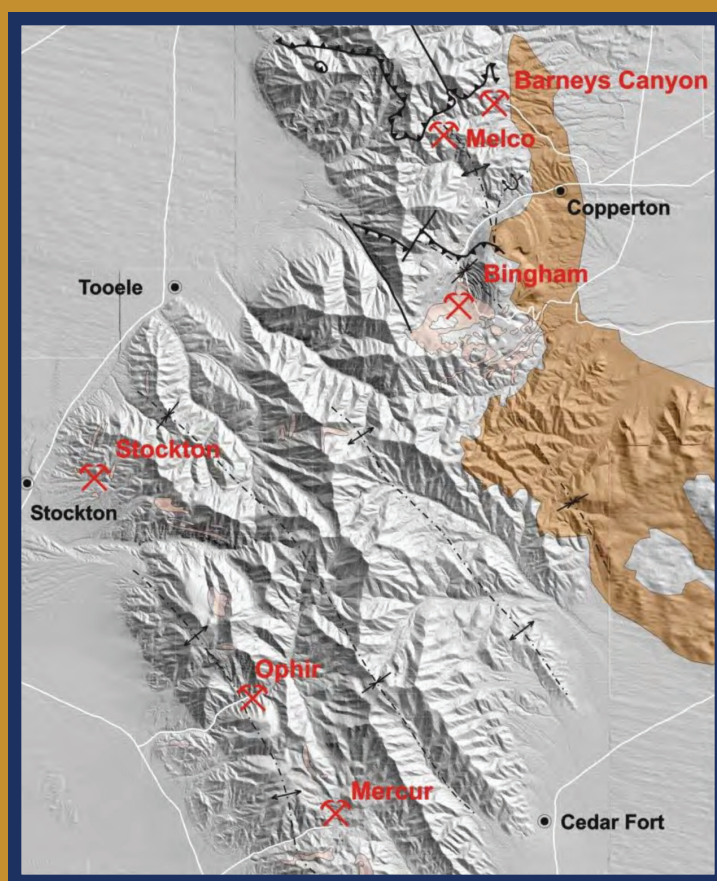 Barneys Canyon
Melco
Copperton
Bingham
Tooele
Stockton
Stockton
Ophir
Mercur
Cedar Fort